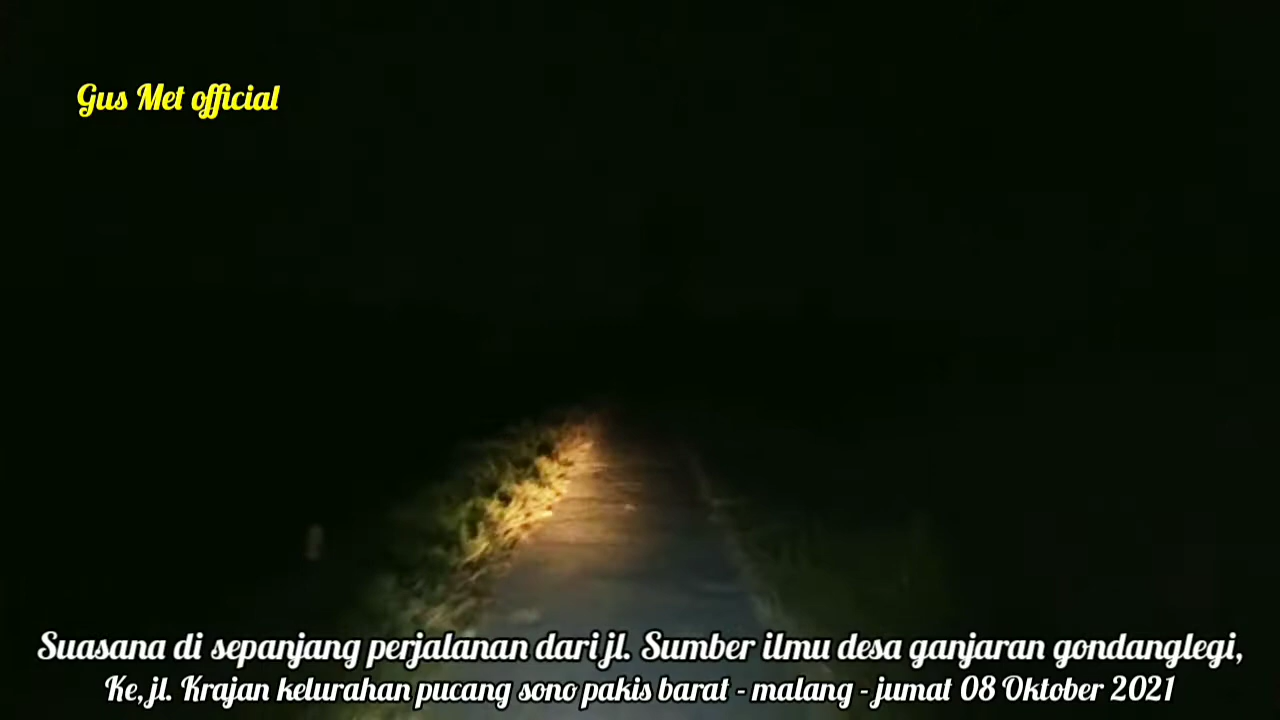 Gus Met official
Suasana di sepanjang perjalanan dari jl. Sumber ilmu desa ganjaran gondanglegi,
Ke, jl. Krajan kelurahan pucang sono pakis barat - malang - jumat 08 Oktober 2021